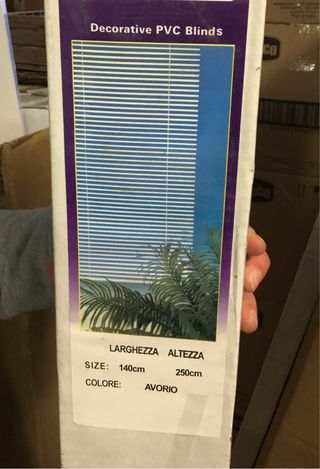 Decorative PVC Blinds
LARGHEZZA ALTEZZA
SIZE: 140cm 250cm
COLORE: AVORIO